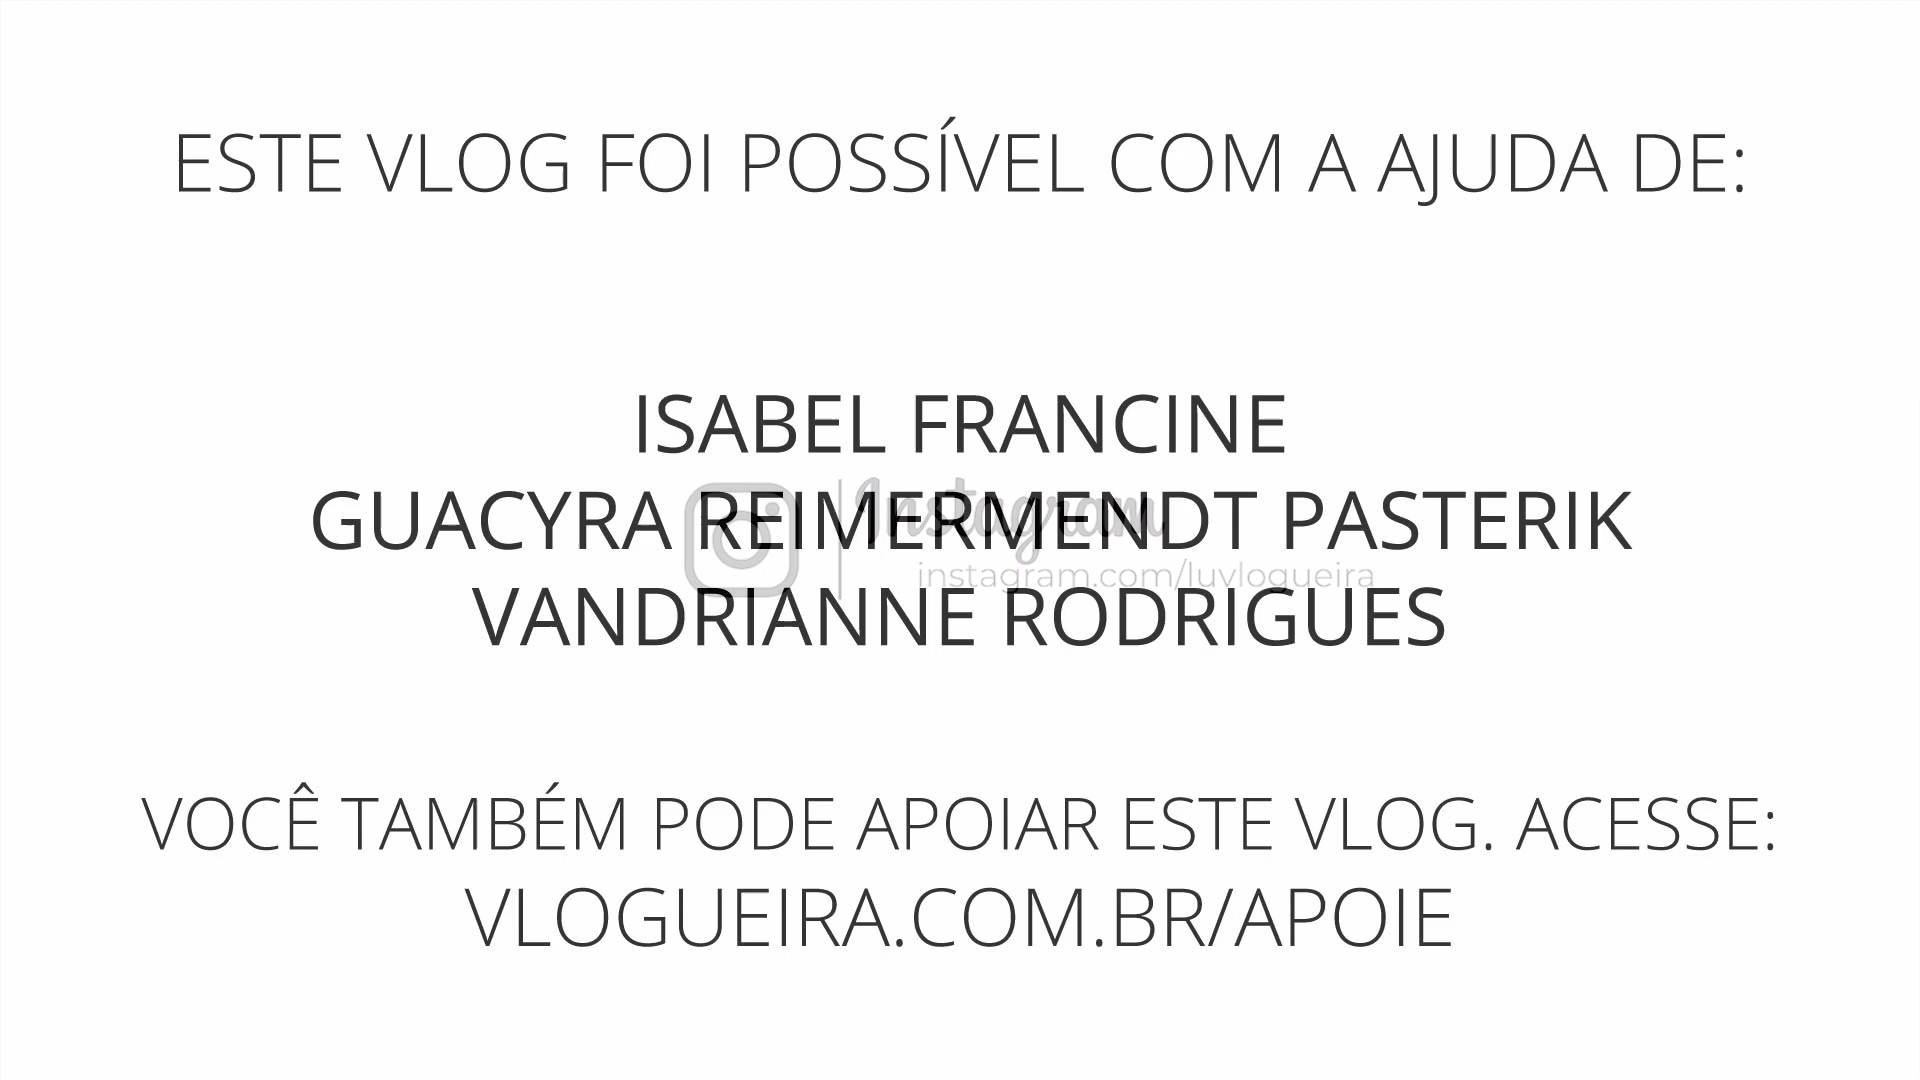 ESTE VLOG FOI POSSÍVEL COM A AJUDA DE:
ISABEL FRANCINE
GUACYRA REIMERMENDT PASTERIK
Instagram
instagram.com/luvlogueira
VANDRIANNE RODRIGUES
VOCÊ TAMBÉM PODE APOIAR ESTE VLOG. ACESSE:
VLOGUEIRA.COM.BR/APOIE